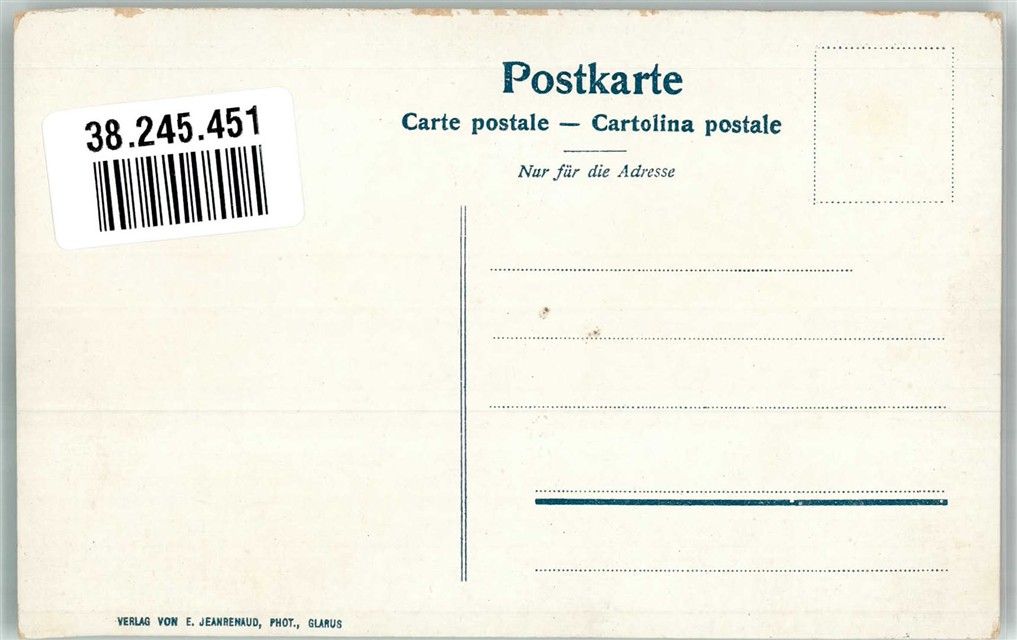 38.245.451
Postkarte
Carte postale — Cartolina postale
Nur für die Adresse
VERLAG VON E. JEANRENAUD, PHOT., GLARUS